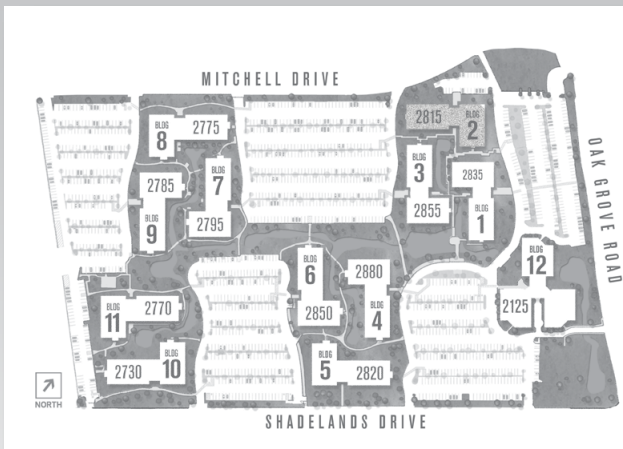 MITCHELL DRIVE
BLDG
8
2775
2815
BLDG
2
BLDG
3
2835
2855
BLDG
1
2785
BLDG
7
BLDG
9
2795
OAK GROVE ROAD
BLDG
6
2880
BLDG
12
2850
BLDG
4
2125
BLDG
11
2770
2730
BLDG
10
BLDG
5
2820
NORTH
SHADELANDS DRIVE